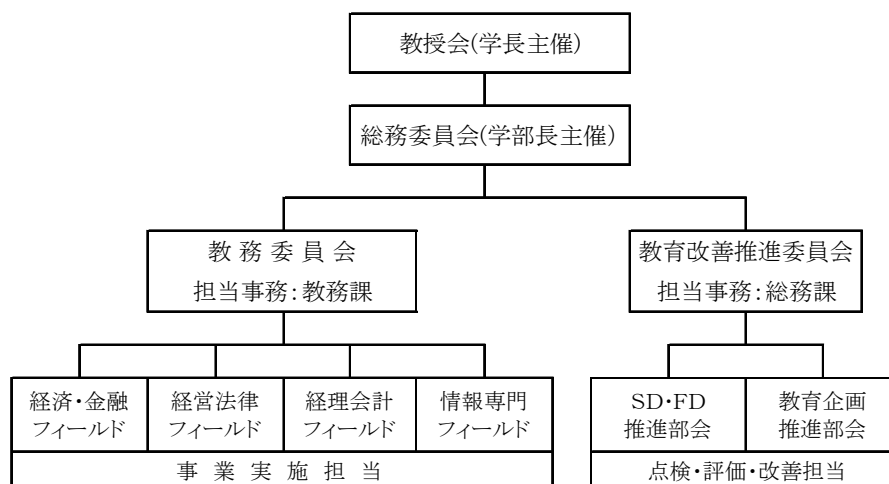 教授会(学長主催)
総務委員会(学部長主催)
教 務 委 員 会
担当事務:教務課
教育改善推進委員会
担当事務:総務課
経済・金融
フィールド
経営法律
フィールド
経理会計
フィールド
情報専門
フィールド
事 業 実 施 担 当
SD・FD
推進部会
教育企画
推進部会
点検・評価・改善担当